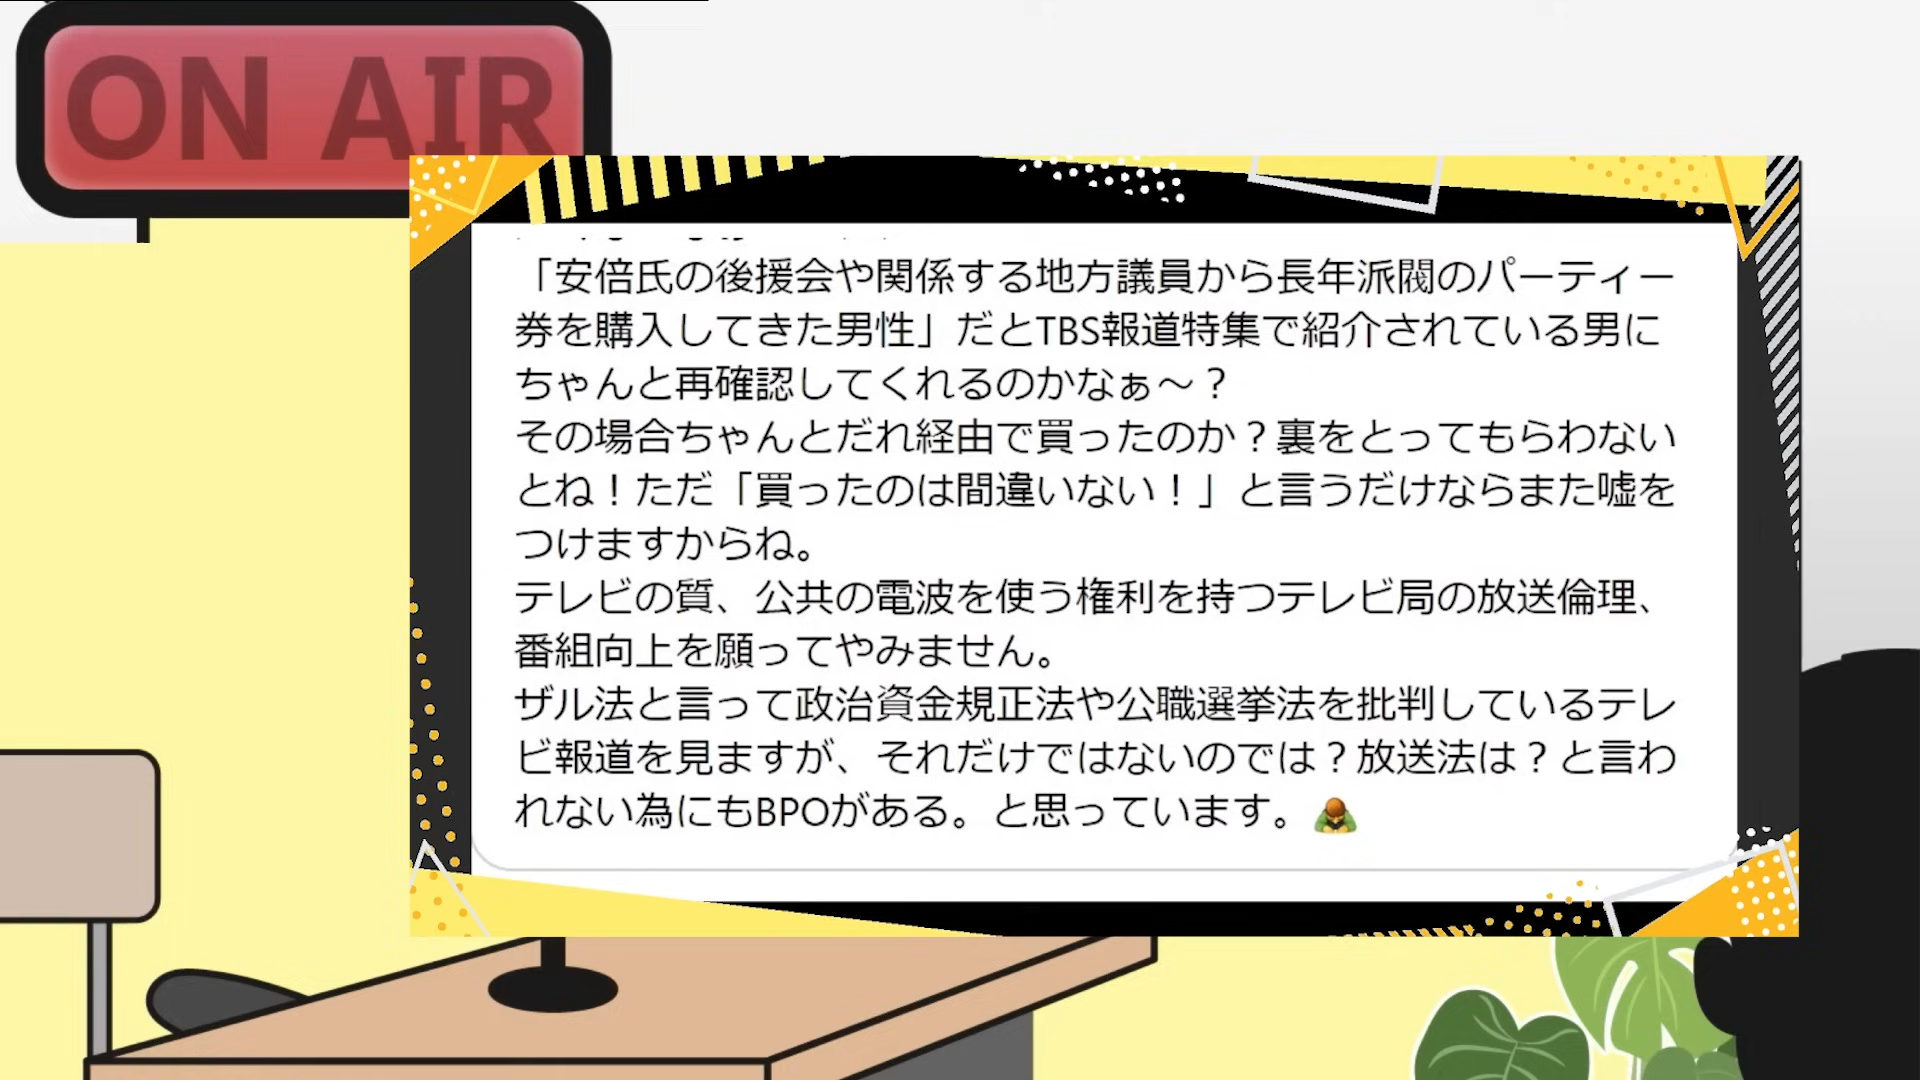 ON AIR
「安倍氏の後援会や関係する地方議員から長年派閥のパーティー
券を購入してきた男性」だとTBS報道特集で紹介されている男に
ちゃんと再確認してくれるのかなぁ～？
その場合ちゃんとだれ経由で買ったのか？裏をとってもらわない
とね！ただ「買ったのは間違いない！」と言うだけならまた嘘を
つけますからね。
テレビの質、公共の電波を使う権利を持つテレビ局の放送倫理、
番組向上を願ってやみません。
ザル法と言って政治資金規正法や公職選挙法を批判しているテレ
ビ報道を見ますが、それだけではないのでは？放送法は？と言わ
れない為にもBPOがある。と思っています。🙇